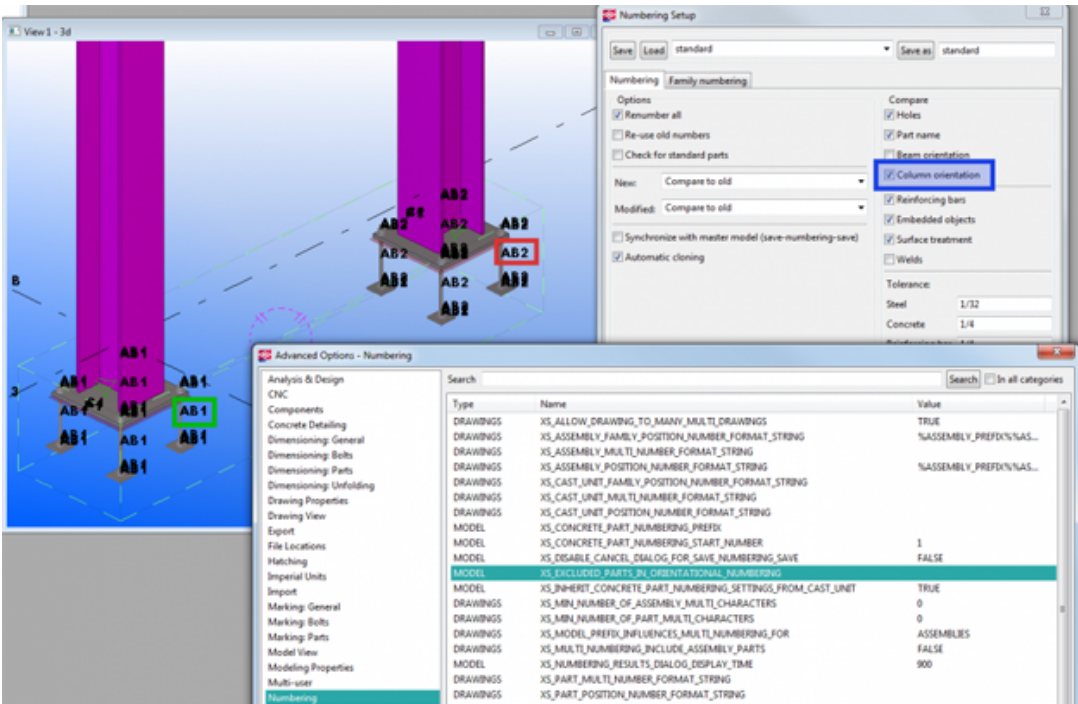 View 1 - 3d
AB2
AB2 AB2 AB2
AB2 AB2 AB2
AB2 AB2 AB2
AB2
B
3
AB1
AB1 AB1 AB1
AB1 AB1 AB1
AB1 AB1 AB1
AB1
Numbering Setup
Save Load standard Save as standard
Numbering Family numbering
Options
Renumber all
Re-use old numbers
Check for standard parts
New: Compare to old
Modified: Compare to old
Synchronize with master model (save-numbering-save)
Automatic cloning
Compare
Holes
Part name
Beam orientation
Column orientation
Reinforcing bars
Embedded objects
Surface treatment
Welds
Tolerance:
Steel 1/32
Concrete 1/4
Advanced Options - Numbering
Analysis & Design
CNC
Components
Concrete Detailing
Dimensioning: General
Dimensioning: Bolts
Dimensioning: Parts
Dimensioning: Unfolding
Drawing Properties
Drawing View
Export
File Locations
Hatching
Imperial Units
Import
Marking: General
Marking: Bolts
Marking: Parts
Model View
Modeling Properties
Multi-user
Numbering
Search Search In all categories
Type Name Value
DRAWINGS XS_ALLOW_DRAWING_TO_MANY_MULTI_DRAWINGS TRUE
DRAWINGS XS_ASSEMBLY_FAMILY_POSITION_NUMBER_FORMAT_STRING %ASSEMBLY_PREFIX%%AS...
DRAWINGS XS_ASSEMBLY_MULTI_NUMBER_FORMAT_STRING
DRAWINGS XS_ASSEMBLY_POSITION_NUMBER_FORMAT_STRING %ASSEMBLY_PREFIX%%AS...
DRAWINGS XS_CAST_UNIT_FAMILY_POSITION_NUMBER_FORMAT_STRING
DRAWINGS XS_CAST_UNIT_MULTI_NUMBER_FORMAT_STRING
DRAWINGS XS_CAST_UNIT_POSITION_NUMBER_FORMAT_STRING
MODEL XS_CONCRETE_PART_NUMBERING_PREFIX
MODEL XS_CONCRETE_PART_NUMBERING_START_NUMBER 1
MODEL XS_DISABLE_CANCEL_DIALOG_FOR_SAVE_NUMBERING_SAVE FALSE
MODEL XS_EXCLUDED_PARTS_IN_ORIENTATIONAL_NUMBERING
MODEL XS_INHERIT_CONCRETE_PART_NUMBERING_SETTINGS_FROM_CAST_UNIT TRUE
DRAWINGS XS_MIN_NUMBER_OF_ASSEMBLY_MULTI_CHARACTERS 0
DRAWINGS XS_MIN_NUMBER_OF_PART_MULTI_CHARACTERS 0
DRAWINGS XS_MODEL_PREFIX_INFLUENCES_MULTI_NUMBERING_FOR ASSEMBLIES
DRAWINGS XS_MULTI_NUMBERING_INCLUDE_ASSEMBLY_PARTS FALSE
MODEL XS_NUMBERING_RESULTS_DIALOG_DISPLAY_TIME 900
DRAWINGS XS_PART_MULTI_NUMBER_FORMAT_STRING
DRAWINGS XS_PART_POSITION_NUMBER_FORMAT_STRING